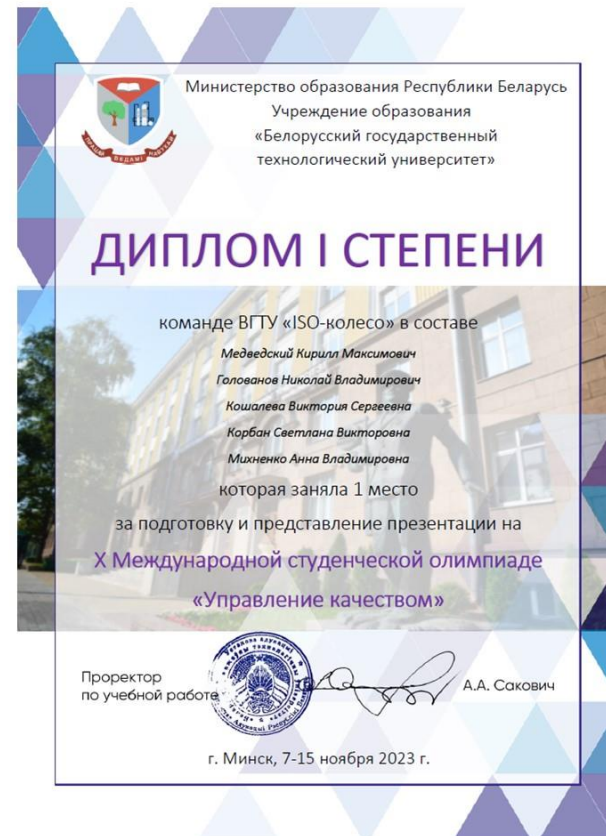 Министерство образования Республики Беларусь
Учреждение образования
«Белорусский государственный
технологический университет»
ДИПЛОМ I СТЕПЕНИ
команде ВГТУ «ISO-колесо» в составе
Медведский Кирилл Максимович
Голованов Николай Владимирович
Кошалева Виктория Сергеевна
Корбан Светлана Викторовна
Михненко Анна Владимировна
которая заняла 1 место
за подготовку и представление презентации на
X Международной студенческой олимпиаде
«Управление качеством»
Проректор
по учебной работе
А.А. Сакович
г. Минск, 7-15 ноября 2023 г.